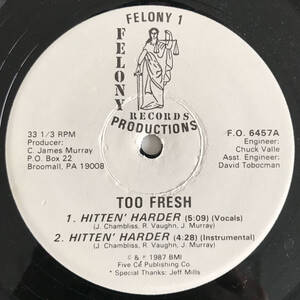 FELONY 1
FELONY
RECORDS
PRODUCTIONS
33 1/3 RPM
Producer:
C. James Murray
P.O. Box 22
Broomall, PA 19008
F.O. 6457A
Engineer:
Chuck Valle
Asst. Engineer:
David Tobocman
TOO FRESH
1. HITTEN' HARDER (5:09) (Vocals)
(J. Chambliss, R. Vaughn, J. Murray)
2. HITTEN' HARDER (4:28) (Instrumental)
(J. Chambliss, R. Vaughn, J. Murray)
© & ℗ 1987 BMI
Five Cé Publishing Co
* Special Thanks: Jeff Mills